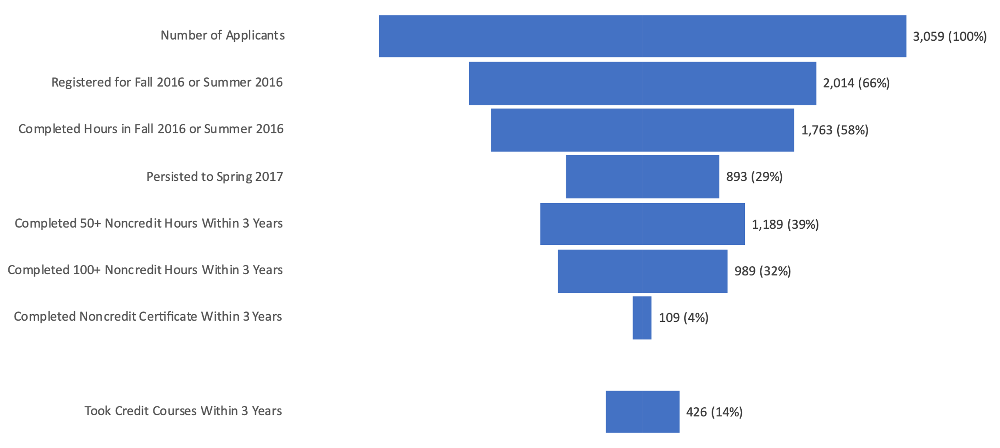 Number of Applicants 3,059 (100%)
Registered for Fall 2016 or Summer 2016 2,014 (66%)
Completed Hours in Fall 2016 or Summer 2016 1,763 (58%)
Persisted to Spring 2017 893 (29%)
Completed 50+ Noncredit Hours Within 3 Years 1,189 (39%)
Completed 100+ Noncredit Hours Within 3 Years 989 (32%)
Completed Noncredit Certificate Within 3 Years 109 (4%)
Took Credit Courses Within 3 Years 426 (14%)